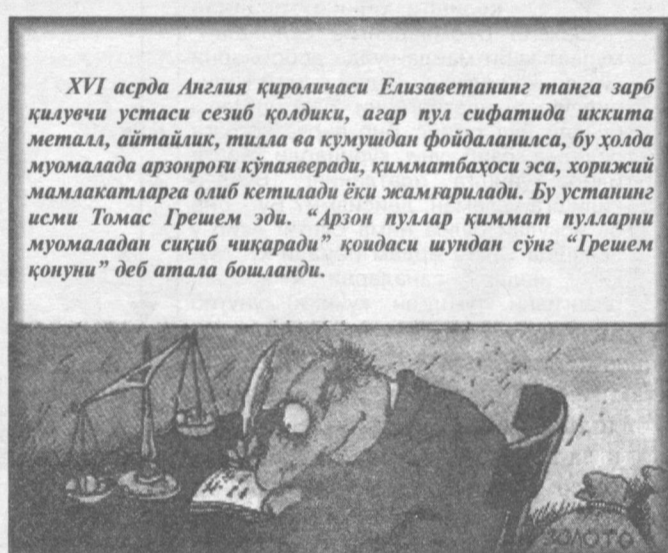 XVI асрда Англия қироличаси Елизаветанинг танга зарб
қилувчи устаси сезиб қолдики, агар пул сифатида иккита
металл, айтайлик, тилла ва кумушдан фойдаланилса, бу ҳолда
муомалада арзонроғи кўпаяверади, қимматбаҳоси эса, хорижий
мамлакатларга олиб кетилади ёки жамғарилади. Бу устанинг
исми Томас Грешем эди. “Арзон пуллар қиммат пулларни
муомаладан сиқиб чиқаради” қоидаси шундан сўнг “Грешем
қонуни” деб атала бошланди.
ЗОЛОТО